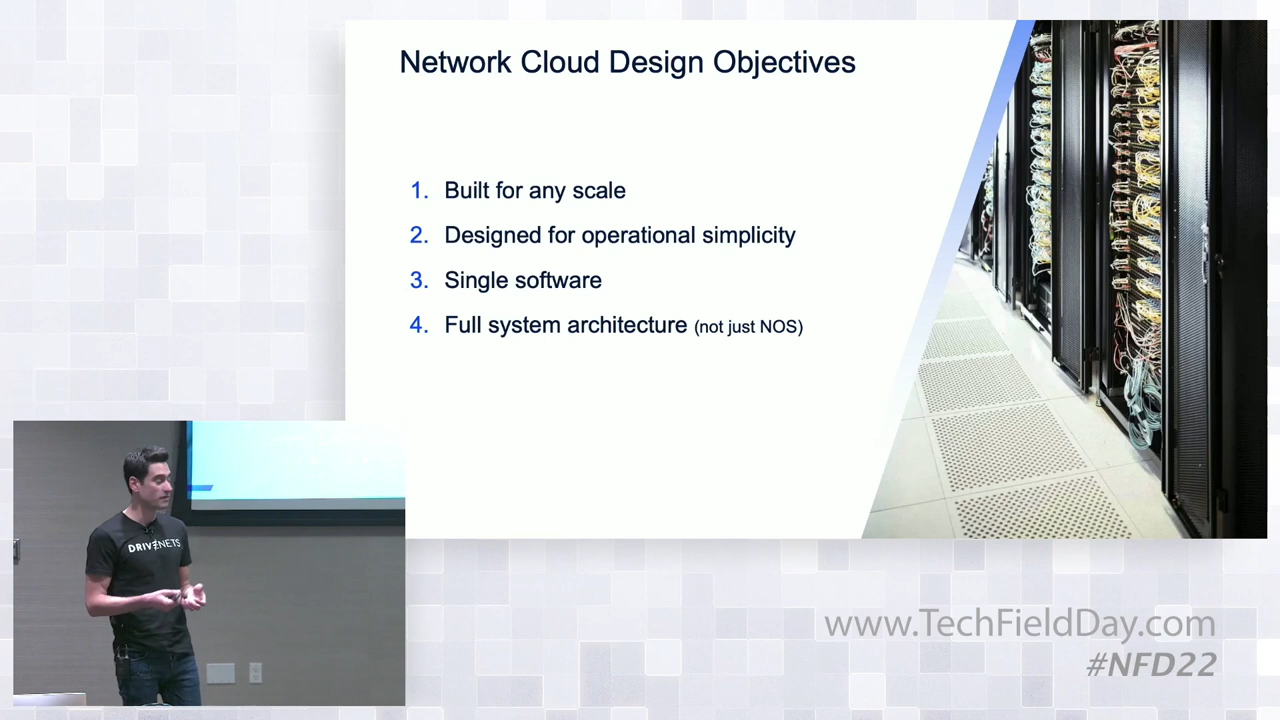 Network Cloud Design Objectives
1. Built for any scale
2. Designed for operational simplicity
3. Single software
4. Full system architecture (not just NOS)
DRIVENETS
www.TechFieldDay.com
#NFD22